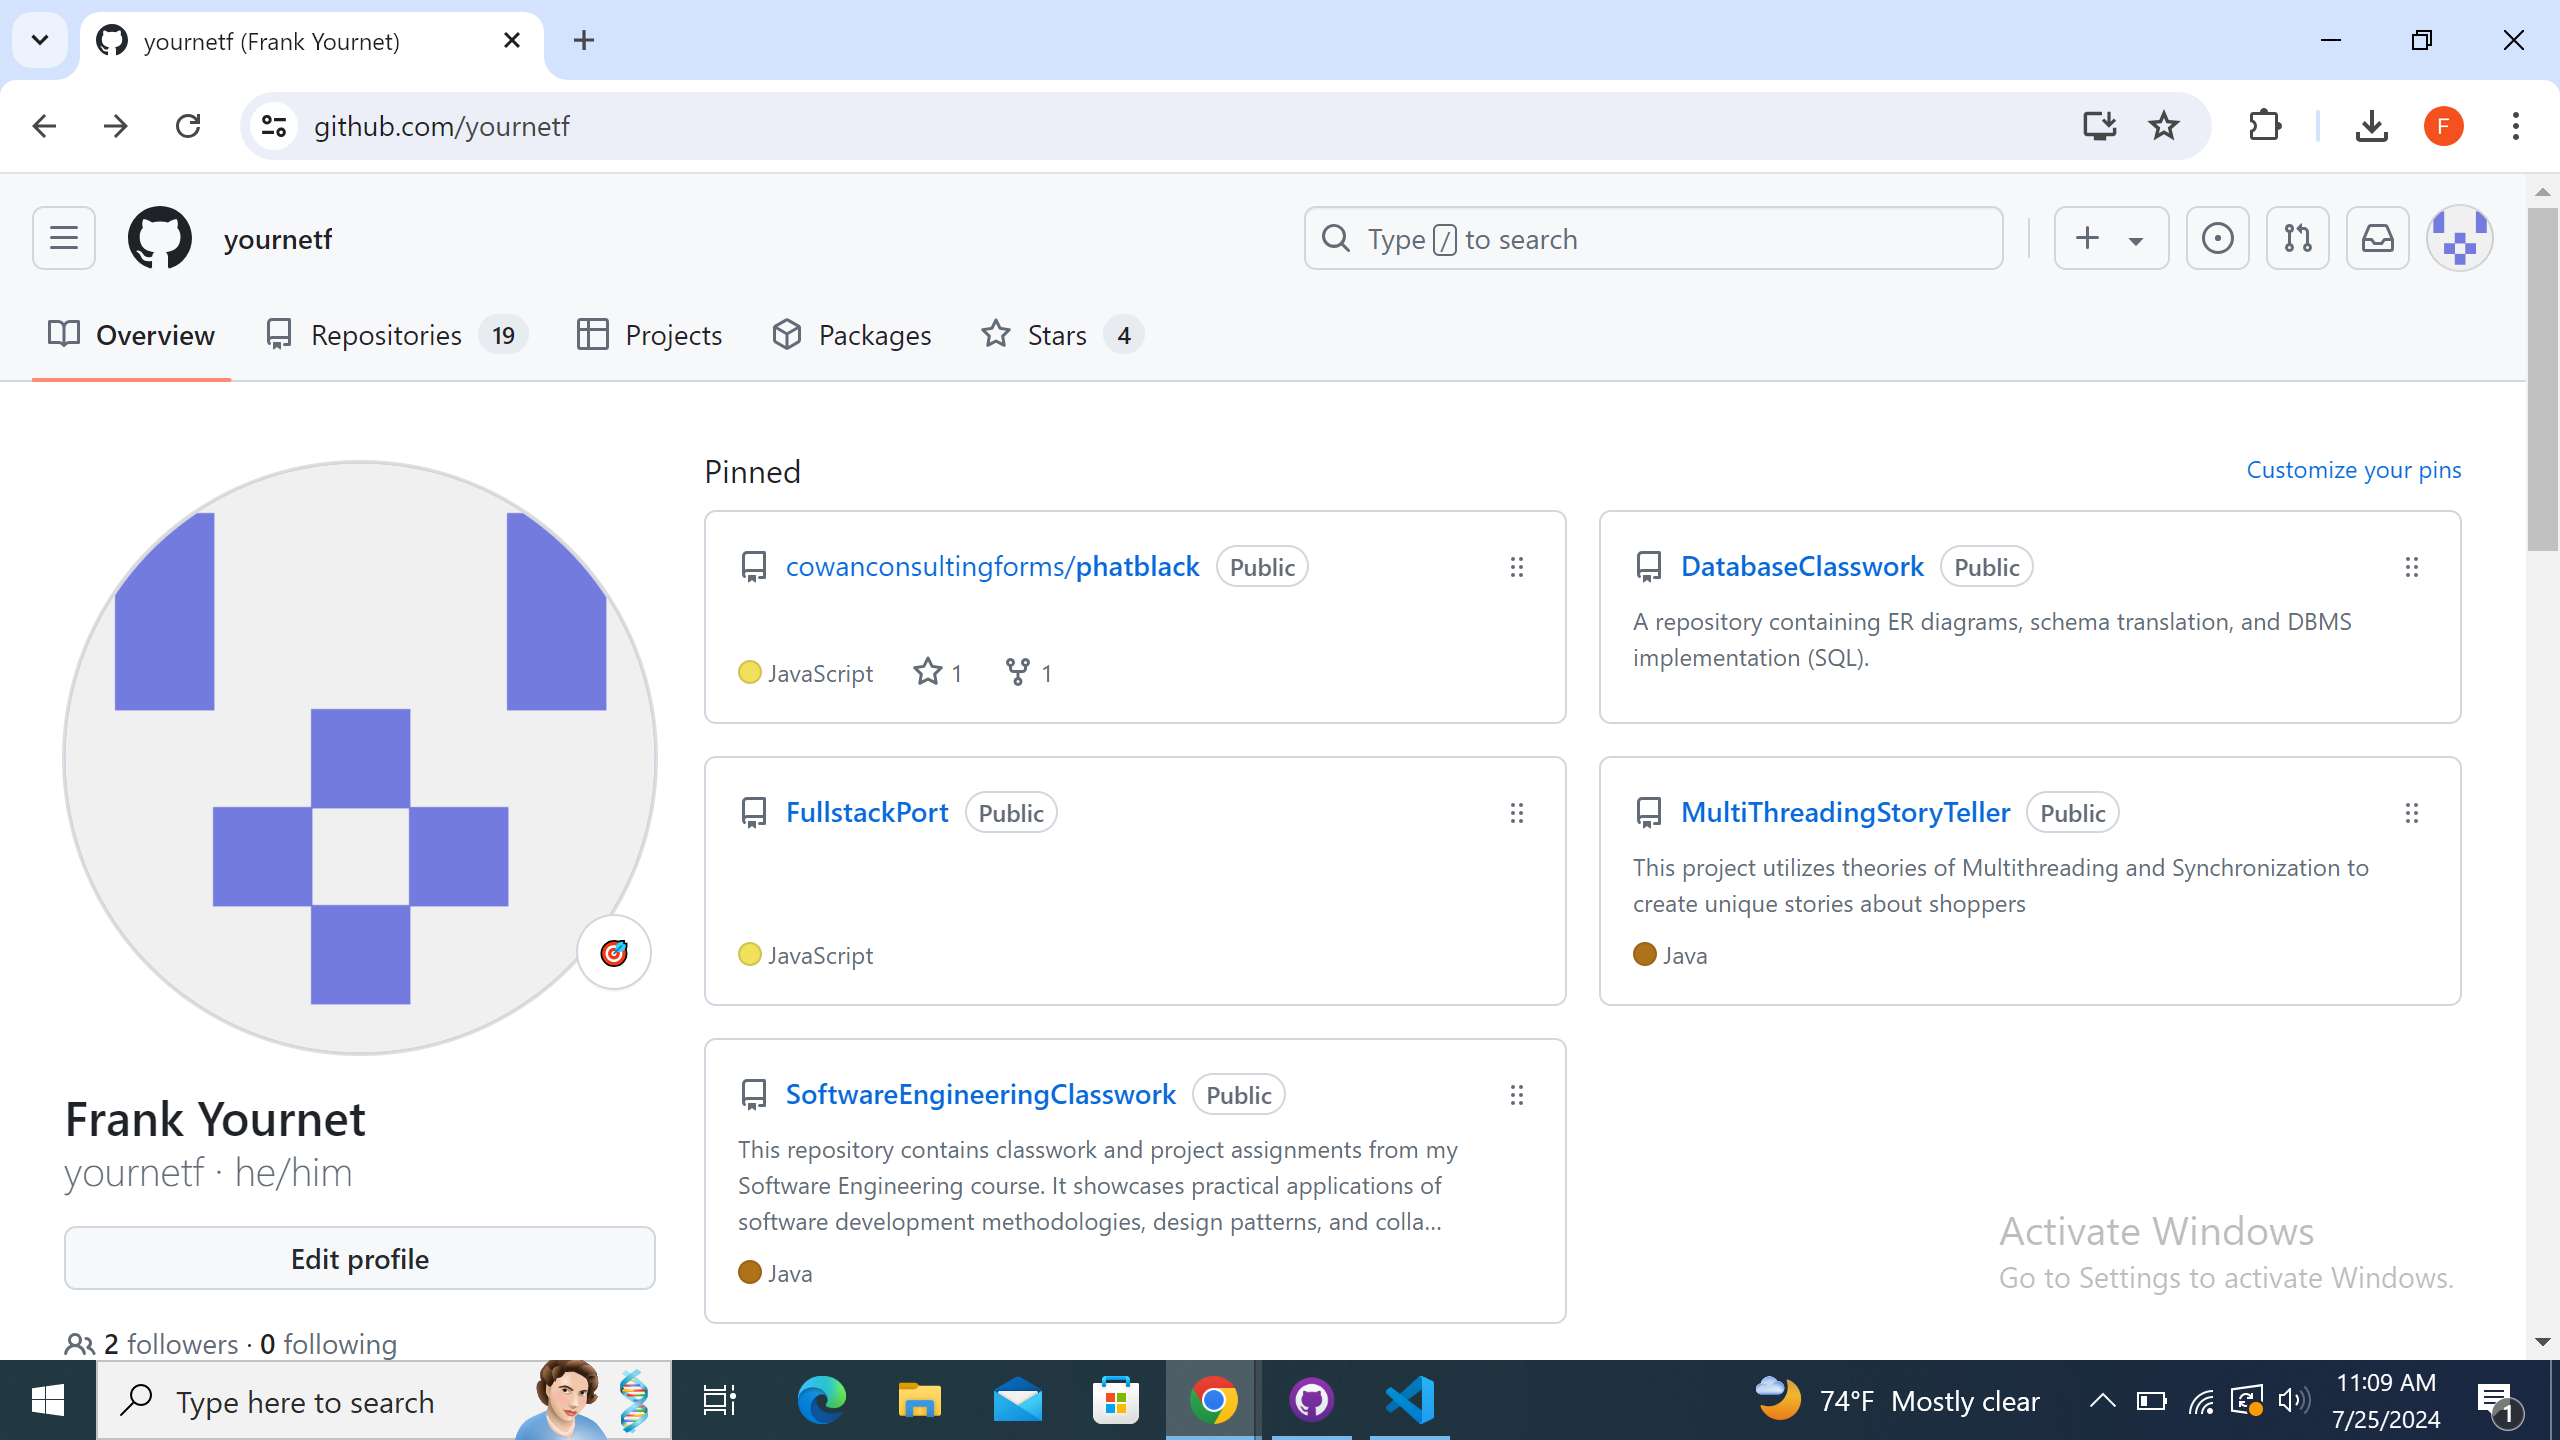 yournetf (Frank Yournet)
github.com/yournetf
F
yournetf
Type / to search
Overview
Repositories 19
Projects
Packages
Stars 4
Pinned
Customize your pins
cowanconsultingforms/phatblack Public
JavaScript 1 1
DatabaseClasswork Public
A repository containing ER diagrams, schema translation, and DBMS
implementation (SQL).
FullstackPort Public
JavaScript
MultiThreadingStoryTeller Public
This project utilizes theories of Multithreading and Synchronization to
create unique stories about shoppers
Java
SoftwareEngineeringClasswork Public
This repository contains classwork and project assignments from my
Software Engineering course. It showcases practical applications of
software development methodologies, design patterns, and colla…
Java
Frank Yournet
yournetf · he/him
Edit profile
2 followers · 0 following
Activate Windows
Go to Settings to activate Windows.
Type here to search
74°F Mostly clear
11:09 AM
7/25/2024
1